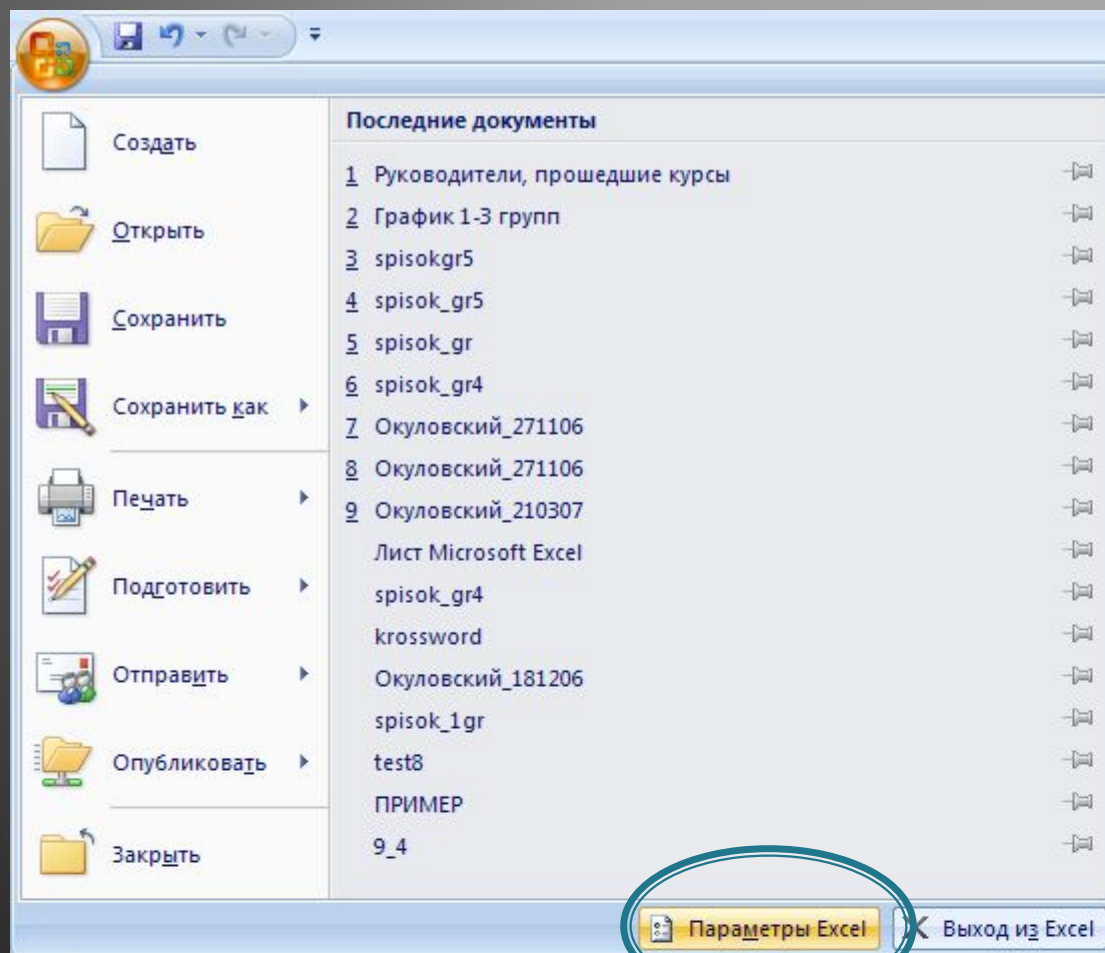 Создать
Открыть
Сохранить
Сохранить как
Печать
Подготовить
Отправить
Опубликовать
Закрыть
Последние документы
1 Руководители, прошедшие курсы
2 График 1-3 групп
3 spisokgr5
4 spisok_gr5
5 spisok_gr
6 spisok_gr4
7 Окуловский_271106
8 Окуловский_271106
9 Окуловский_210307
Лист Microsoft Excel
spisok_gr4
krossword
Окуловский_181206
spisok_1gr
test8
ПРИМЕР
9_4
Параметры Excel
Выход из Excel